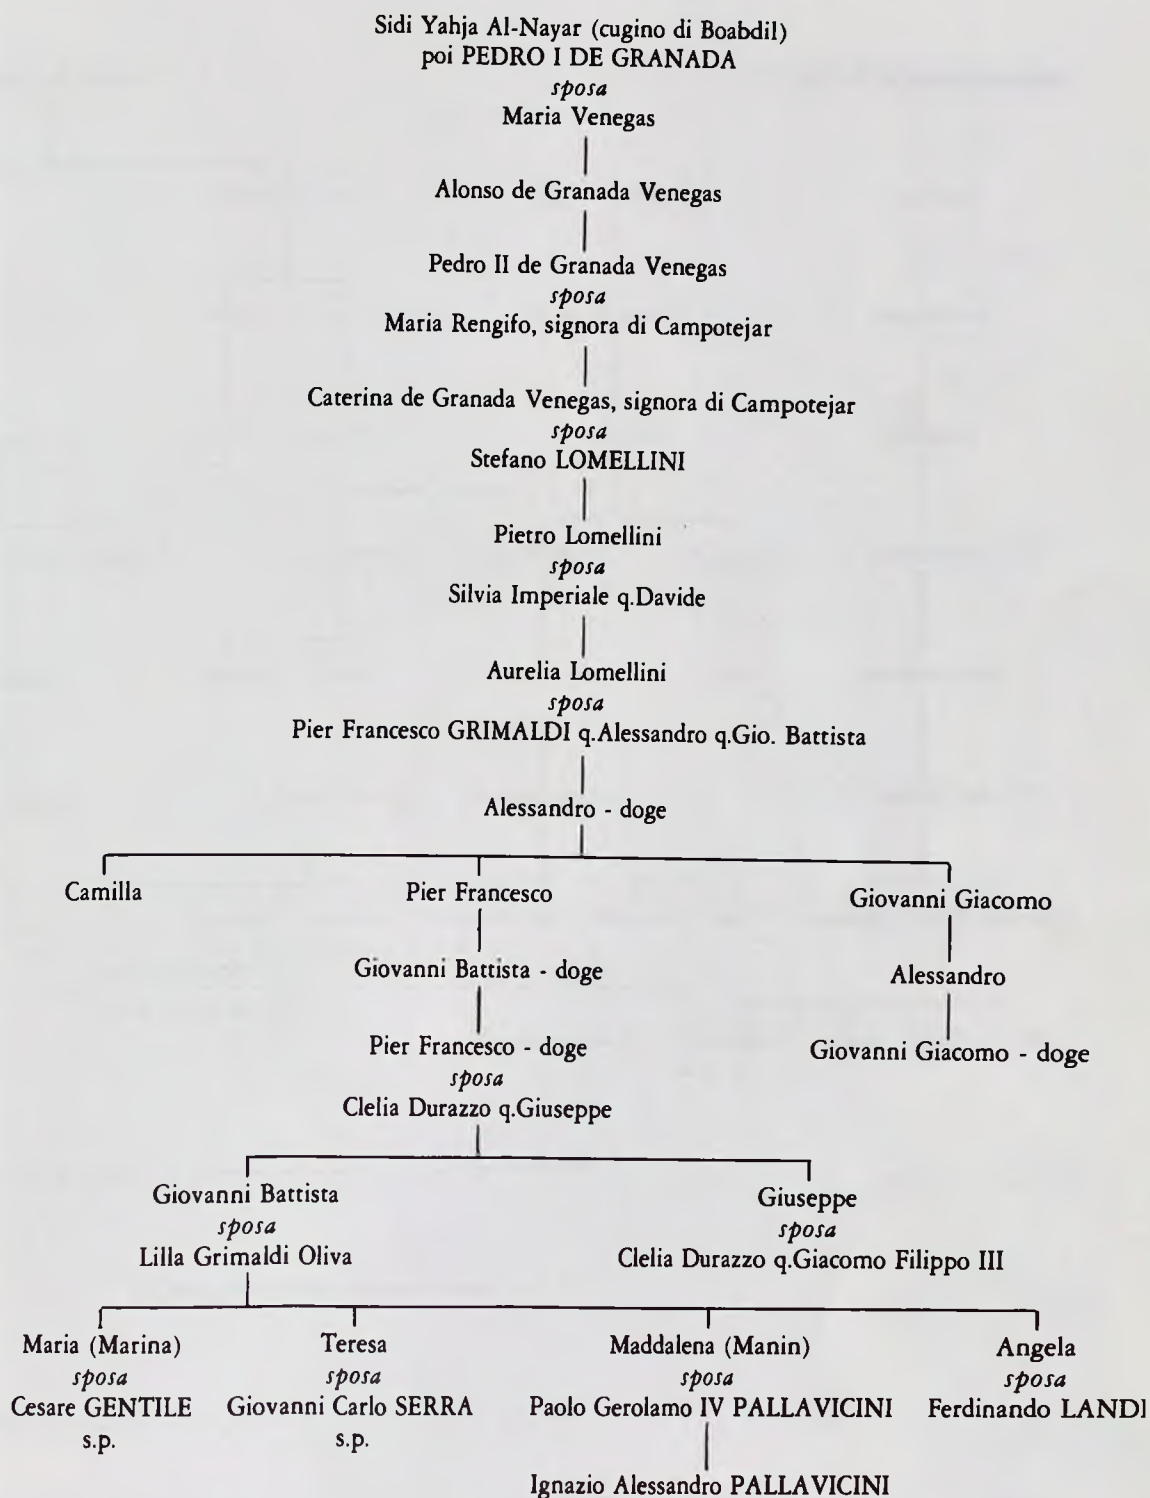 Sidi Yahja Al-Nayar (cugino di Boabdil)
poi PEDRO I DE GRANADA
sposa
Maria Venegas
Alonso de Granada Venegas
Pedro II de Granada Venegas
sposa
Maria Rengifo, signora di Campotejar
Caterina de Granada Venegas, signora di Campotejar
sposa
Stefano LOMELLINI
Pietro Lomellini
sposa
Silvia Imperiale q.Davide
Aurelia Lomellini
sposa
Pier Francesco GRIMALDI q.Alessandro q.Gio. Battista
Alessandro - doge
Camilla Pier Francesco Giovanni Giacomo
Giovanni Battista - doge Alessandro
Pier Francesco - doge Giovanni Giacomo - doge
sposa
Clelia Durazzo q.Giuseppe
Giovanni Battista Giuseppe
sposa sposa
Lilla Grimaldi Oliva Clelia Durazzo q.Giacomo Filippo III
Maria (Marina) Teresa Maddalena (Manin) Angela
sposa sposa sposa sposa
Cesare GENTILE Giovanni Carlo SERRA Paolo Gerolamo IV PALLAVICINI Ferdinando LANDI
s.p. s.p.
Ignazio Alessandro PALLAVICINI